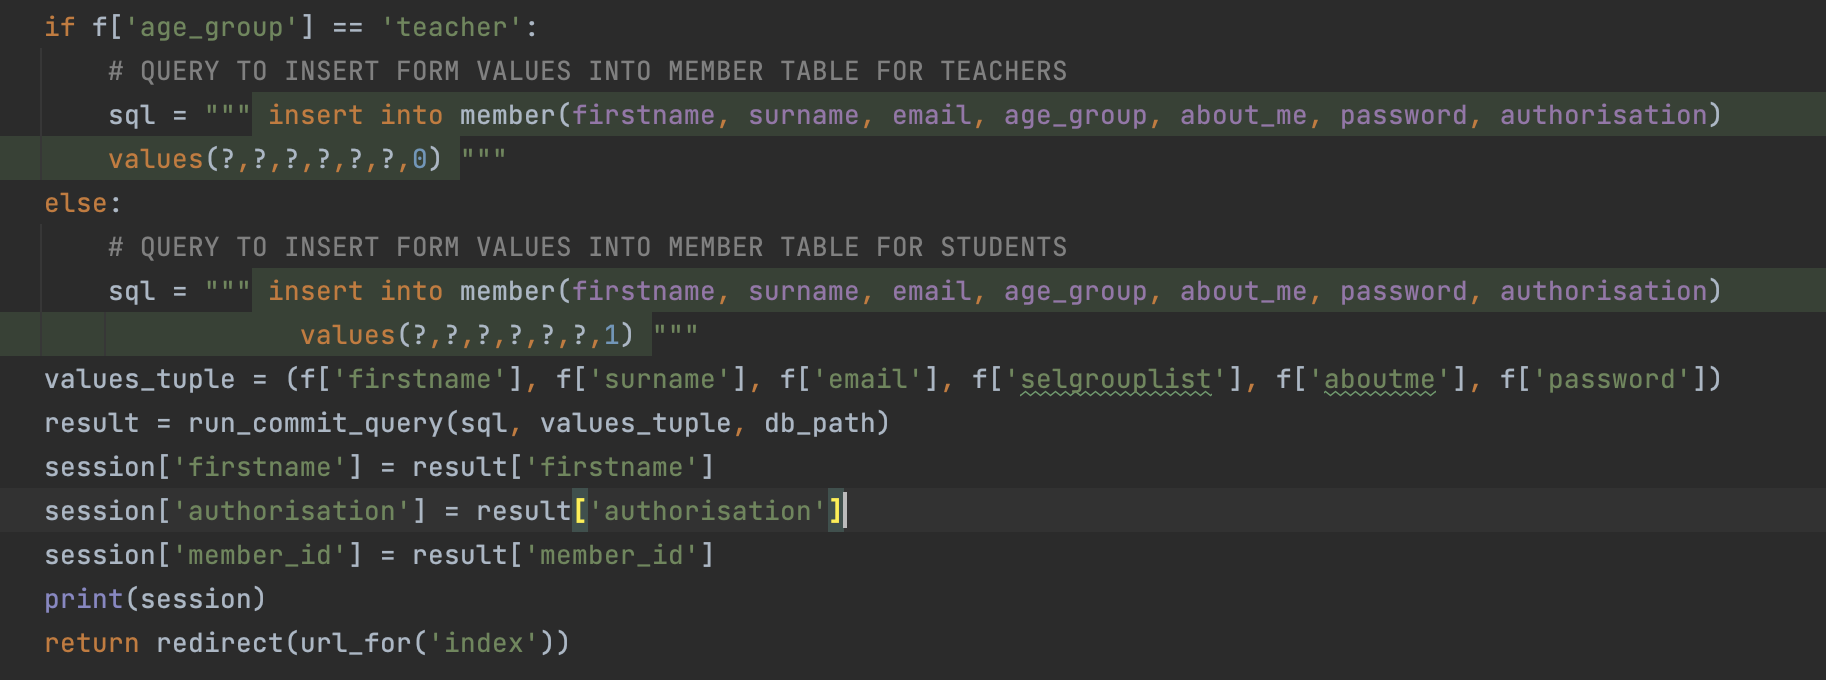 if f['age_group'] == 'teacher':
    # QUERY TO INSERT FORM VALUES INTO MEMBER TABLE FOR TEACHERS
    sql = """ insert into member(firstname, surname, email, age_group, about_me, password, authorisation)
    values(?,?,?,?,?,?,0) """
else:
    # QUERY TO INSERT FORM VALUES INTO MEMBER TABLE FOR STUDENTS
    sql = """ insert into member(firstname, surname, email, age_group, about_me, password, authorisation)
                values(?,?,?,?,?,?,1) """
values_tuple = (f['firstname'], f['surname'], f['email'], f['selgrouplist'], f['aboutme'], f['password'])
result = run_commit_query(sql, values_tuple, db_path)
session['firstname'] = result['firstname']
session['authorisation'] = result['authorisation']
session['member_id'] = result['member_id']
print(session)
return redirect(url_for('index'))